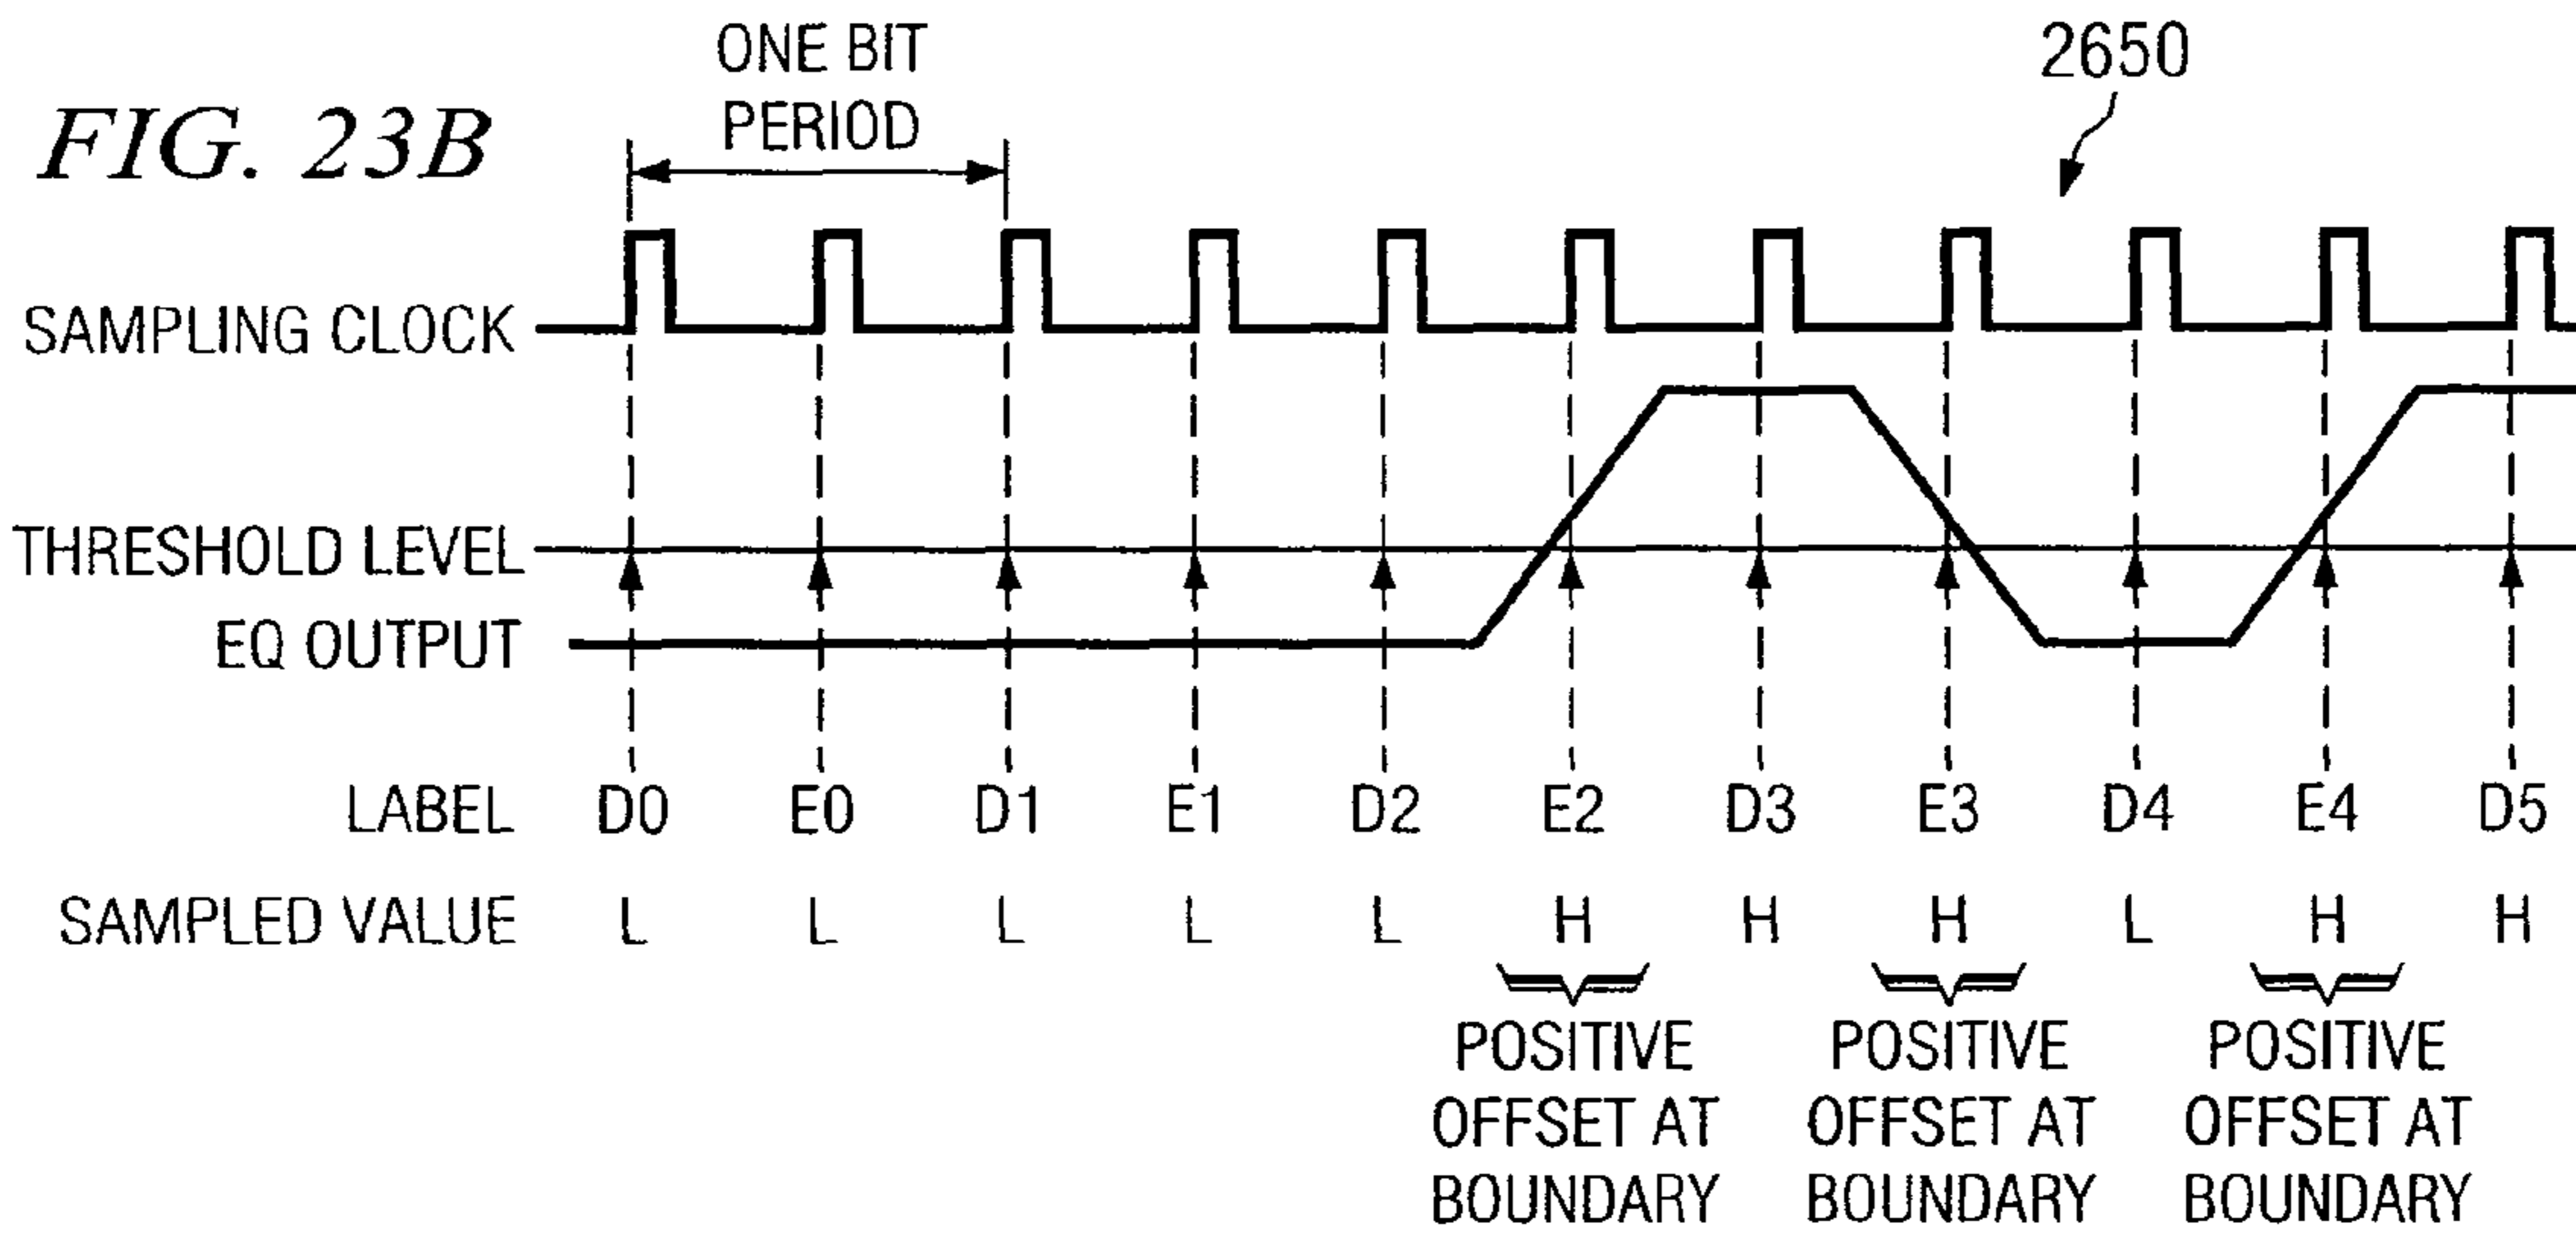 FIG. 23B
ONE BIT
PERIOD
2650
SAMPLING CLOCK
THRESHOLD LEVEL
EQ OUTPUT
LABEL D0 E0 D1 E1 D2 E2 D3 E3 D4 E4 D5
SAMPLED VALUE L L L L L H H H L H H
POSITIVE POSITIVE POSITIVE
OFFSET AT OFFSET AT OFFSET AT
BOUNDARY BOUNDARY BOUNDARY